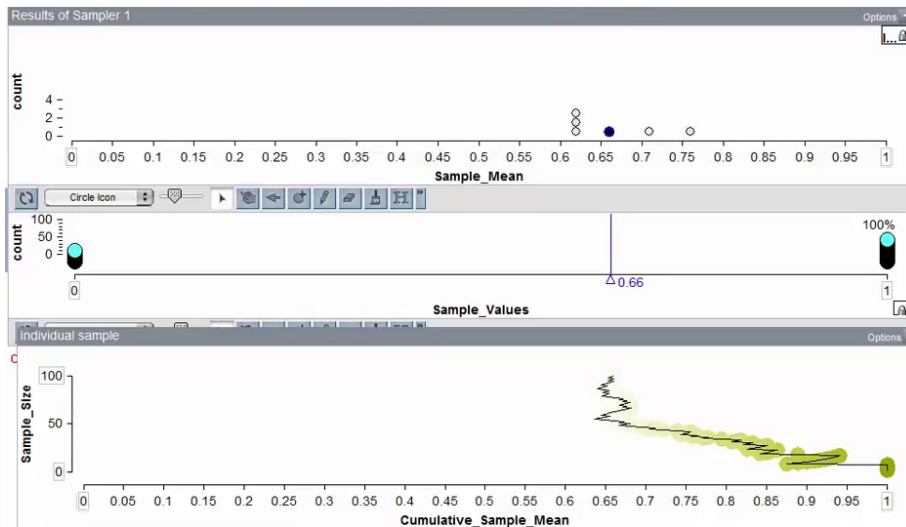 Results of Sampler 1
Options
count
4
2
0
0 0.05 0.1 0.15 0.2 0.25 0.3 0.35 0.4 0.45 0.5 0.55 0.6 0.65 0.7 0.75 0.8 0.85 0.9 0.95 1
Sample_Mean
Circle Icon
count
100
50
0
100%
0.66
0 1
Sample_Values
Individual sample
Options
Sample_Size
100
50
0
0 0.05 0.1 0.15 0.2 0.25 0.3 0.35 0.4 0.45 0.5 0.55 0.6 0.65 0.7 0.75 0.8 0.85 0.9 0.95 1
Cumulative_Sample_Mean